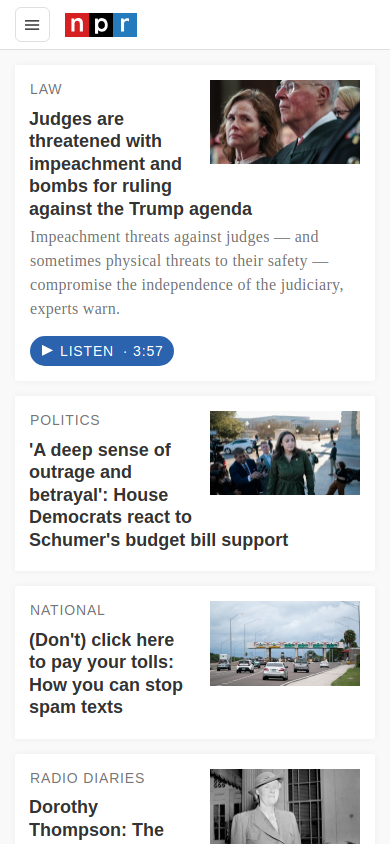 npr
LAW
Judges are
threatened with
impeachment and
bombs for ruling
against the Trump agenda
Impeachment threats against judges — and
sometimes physical threats to their safety —
compromise the independence of the judiciary,
experts warn.
LISTEN · 3:57
POLITICS
'A deep sense of
outrage and
betrayal': House
Democrats react to
Schumer's budget bill support
NATIONAL
(Don't) click here
to pay your tolls:
How you can stop
spam texts
RADIO DIARIES
Dorothy
Thompson: The